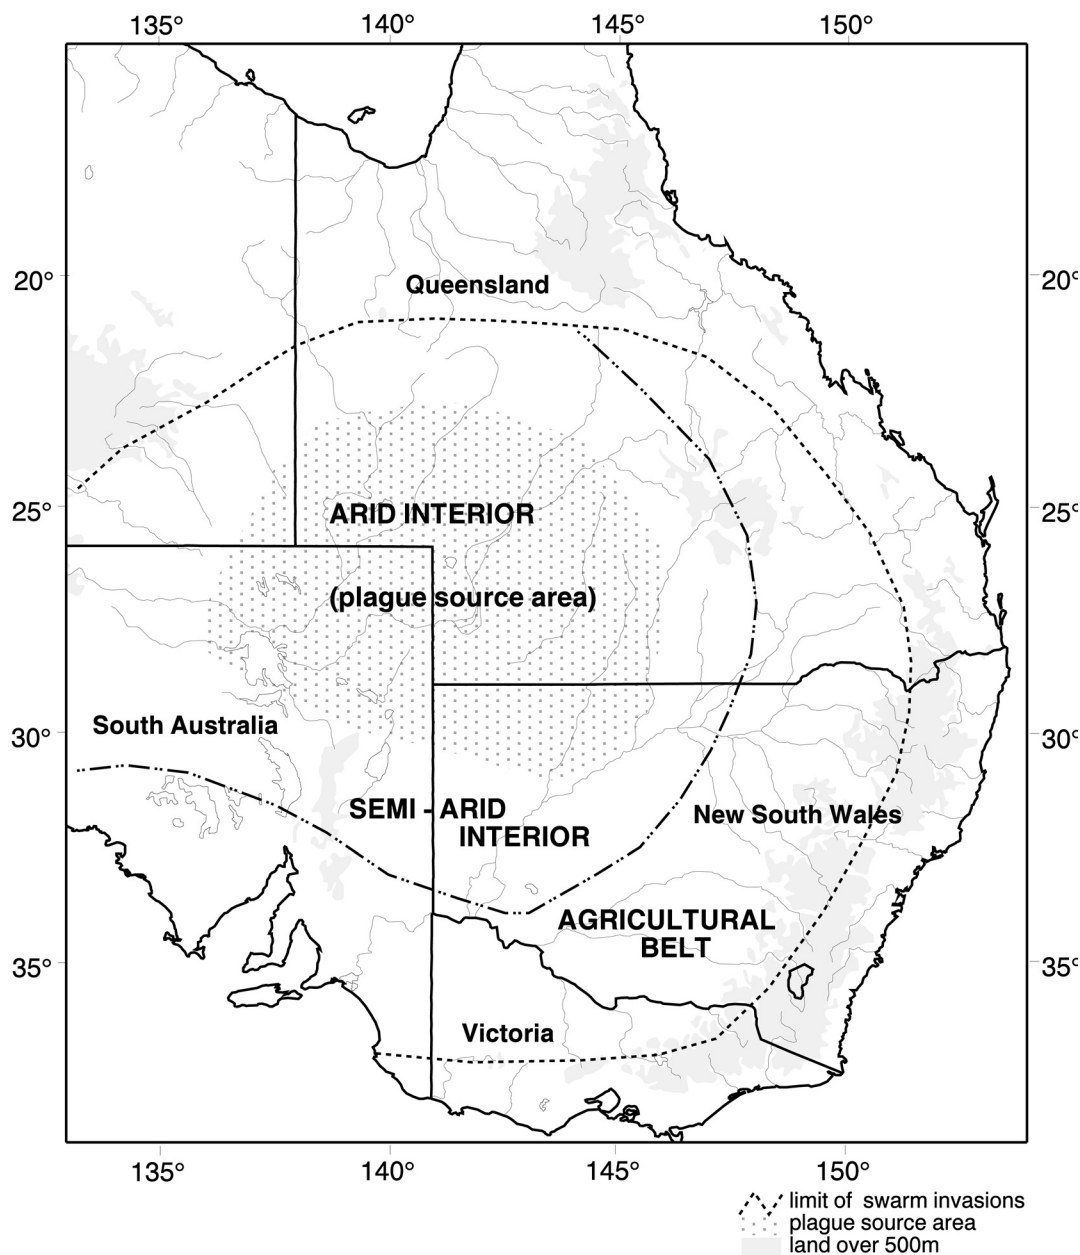 135° 140° 145° 150°
Queensland
20° 20°
ARID INTERIOR
25° 25°
(plague source area)
South Australia
30° 30°
SEMI - ARID
INTERIOR
New South Wales
AGRICULTURAL
BELT
35° 35°
Victoria
135° 140° 145° 150°
limit of swarm invasions
plague source area
land over 500m